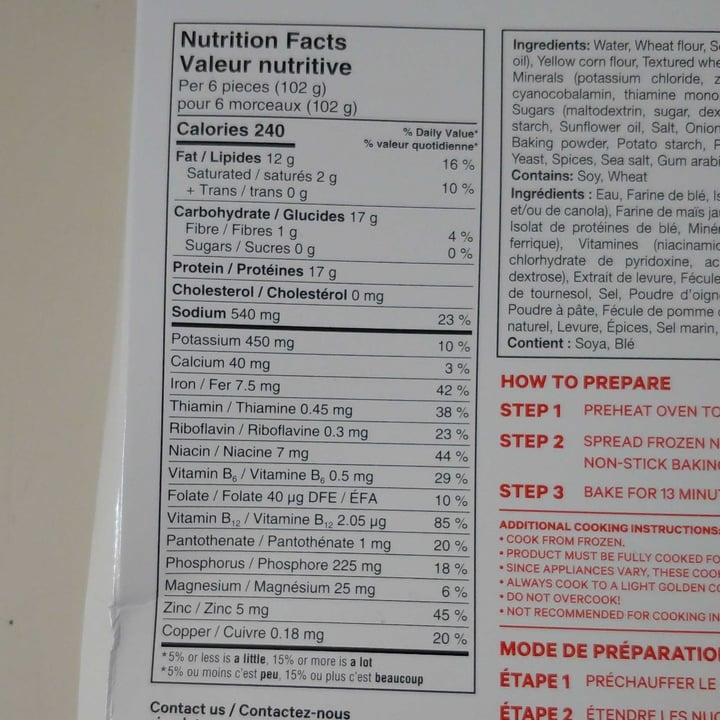 Nutrition Facts
Valeur nutritive
Per 6 pieces (102 g)
pour 6 morceaux (102 g)
Calories 240
% Daily Value*
% valeur quotidienne*
Fat / Lipides 12 g 16 %
Saturated / saturés 2 g
+ Trans / trans 0 g 10 %
Carbohydrate / Glucides 17 g
Fibre / Fibres 1 g 4 %
Sugars / Sucres 0 g 0 %
Protein / Protéines 17 g
Cholesterol / Cholestérol 0 mg
Sodium 540 mg 23 %
Potassium 450 mg 10 %
Calcium 40 mg 3 %
Iron / Fer 7.5 mg 42 %
Thiamin / Thiamine 0.45 mg 38 %
Riboflavin / Riboflavine 0.3 mg 23 %
Niacin / Niacine 7 mg 44 %
Vitamin B₆ / Vitamine B₆ 0.5 mg 29 %
Folate / Folate 40 µg DFE / ÉFA 10 %
Vitamin B₁₂ / Vitamine B₁₂ 2.05 µg 85 %
Pantothenate / Pantothénate 1 mg 20 %
Phosphorus / Phosphore 225 mg 18 %
Magnesium / Magnésium 25 mg 6 %
Zinc / Zinc 5 mg 45 %
Copper / Cuivre 0.18 mg 20 %
*5% or less is a little, 15% or more is a lot
*5% ou moins c'est peu, 15% ou plus c'est beaucoup
Contact us / Contactez-nous
Ingredients: Water, Wheat flour,
oil), Yellow corn flour, Textured
Minerals (potassium chloride,
cyanocobalamin, thiamine
Sugars (maltodextrin, sugar,
starch, Sunflower oil, Salt,
Baking powder, Potato starch,
Yeast, Spices, Sea salt, Gum
Contains: Soy, Wheat
Ingrédients : Eau, Farine de blé,
et/ou de canola), Farine de maïs
Isolat de protéines de blé,
ferrique), Vitamines
chlorhydrate de pyridoxine,
dextrose), Extrait de levure,
de tournesol, Sel, Poudre
Poudre à pâte, Fécule de pomme
naturel, Levure, Épices, Sel marin,
Contient : Soya, Blé
HOW TO PREPARE
STEP 1 PREHEAT OVEN TO
STEP 2 SPREAD FROZEN
NON-STICK
STEP 3 BAKE FOR 13
ADDITIONAL COOKING INSTRUCTIONS:
• COOK FROM FROZEN.
• PRODUCT MUST BE FULLY COOKED
• SINCE APPLIANCES VARY, THESE
• ALWAYS COOK TO A LIGHT GOLDEN
• DO NOT OVERCOOK!
• NOT RECOMMENDED FOR COOKING IN
MODE DE PRÉPARATION
ÉTAPE 1 PRÉCHAUFFER LE
ÉTAPE 2 ÉTENDRE LES